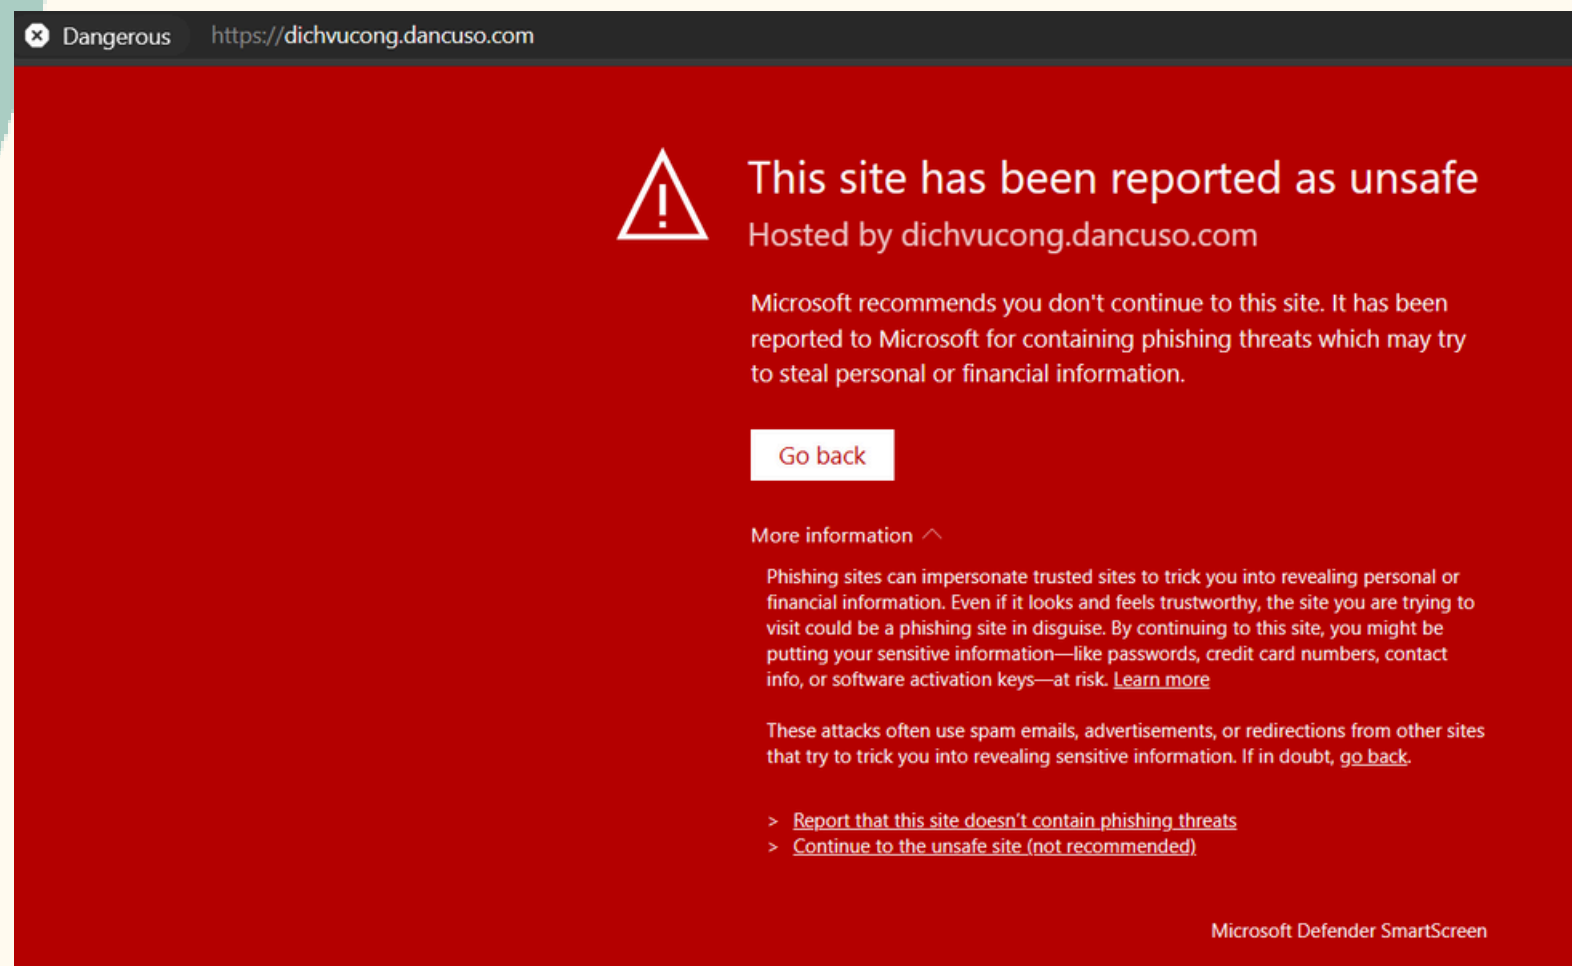 Dangerous https://dichvucong.dancuso.com
This site has been reported as unsafe
Hosted by dichvucong.dancuso.com
Microsoft recommends you don't continue to this site. It has been
reported to Microsoft for containing phishing threats which may try
to steal personal or financial information.
Go back
More information
Phishing sites can impersonate trusted sites to trick you into revealing personal or
financial information. Even if it looks and feels trustworthy, the site you are trying to
visit could be a phishing site in disguise. By continuing to this site, you might be
putting your sensitive information—like passwords, credit card numbers, contact
info, or software activation keys—at risk. Learn more
These attacks often use spam emails, advertisements, or redirections from other sites
that try to trick you into revealing sensitive information. If in doubt, go back.
> Report that this site doesn't contain phishing threats
> Continue to the unsafe site (not recommended)
Microsoft Defender SmartScreen